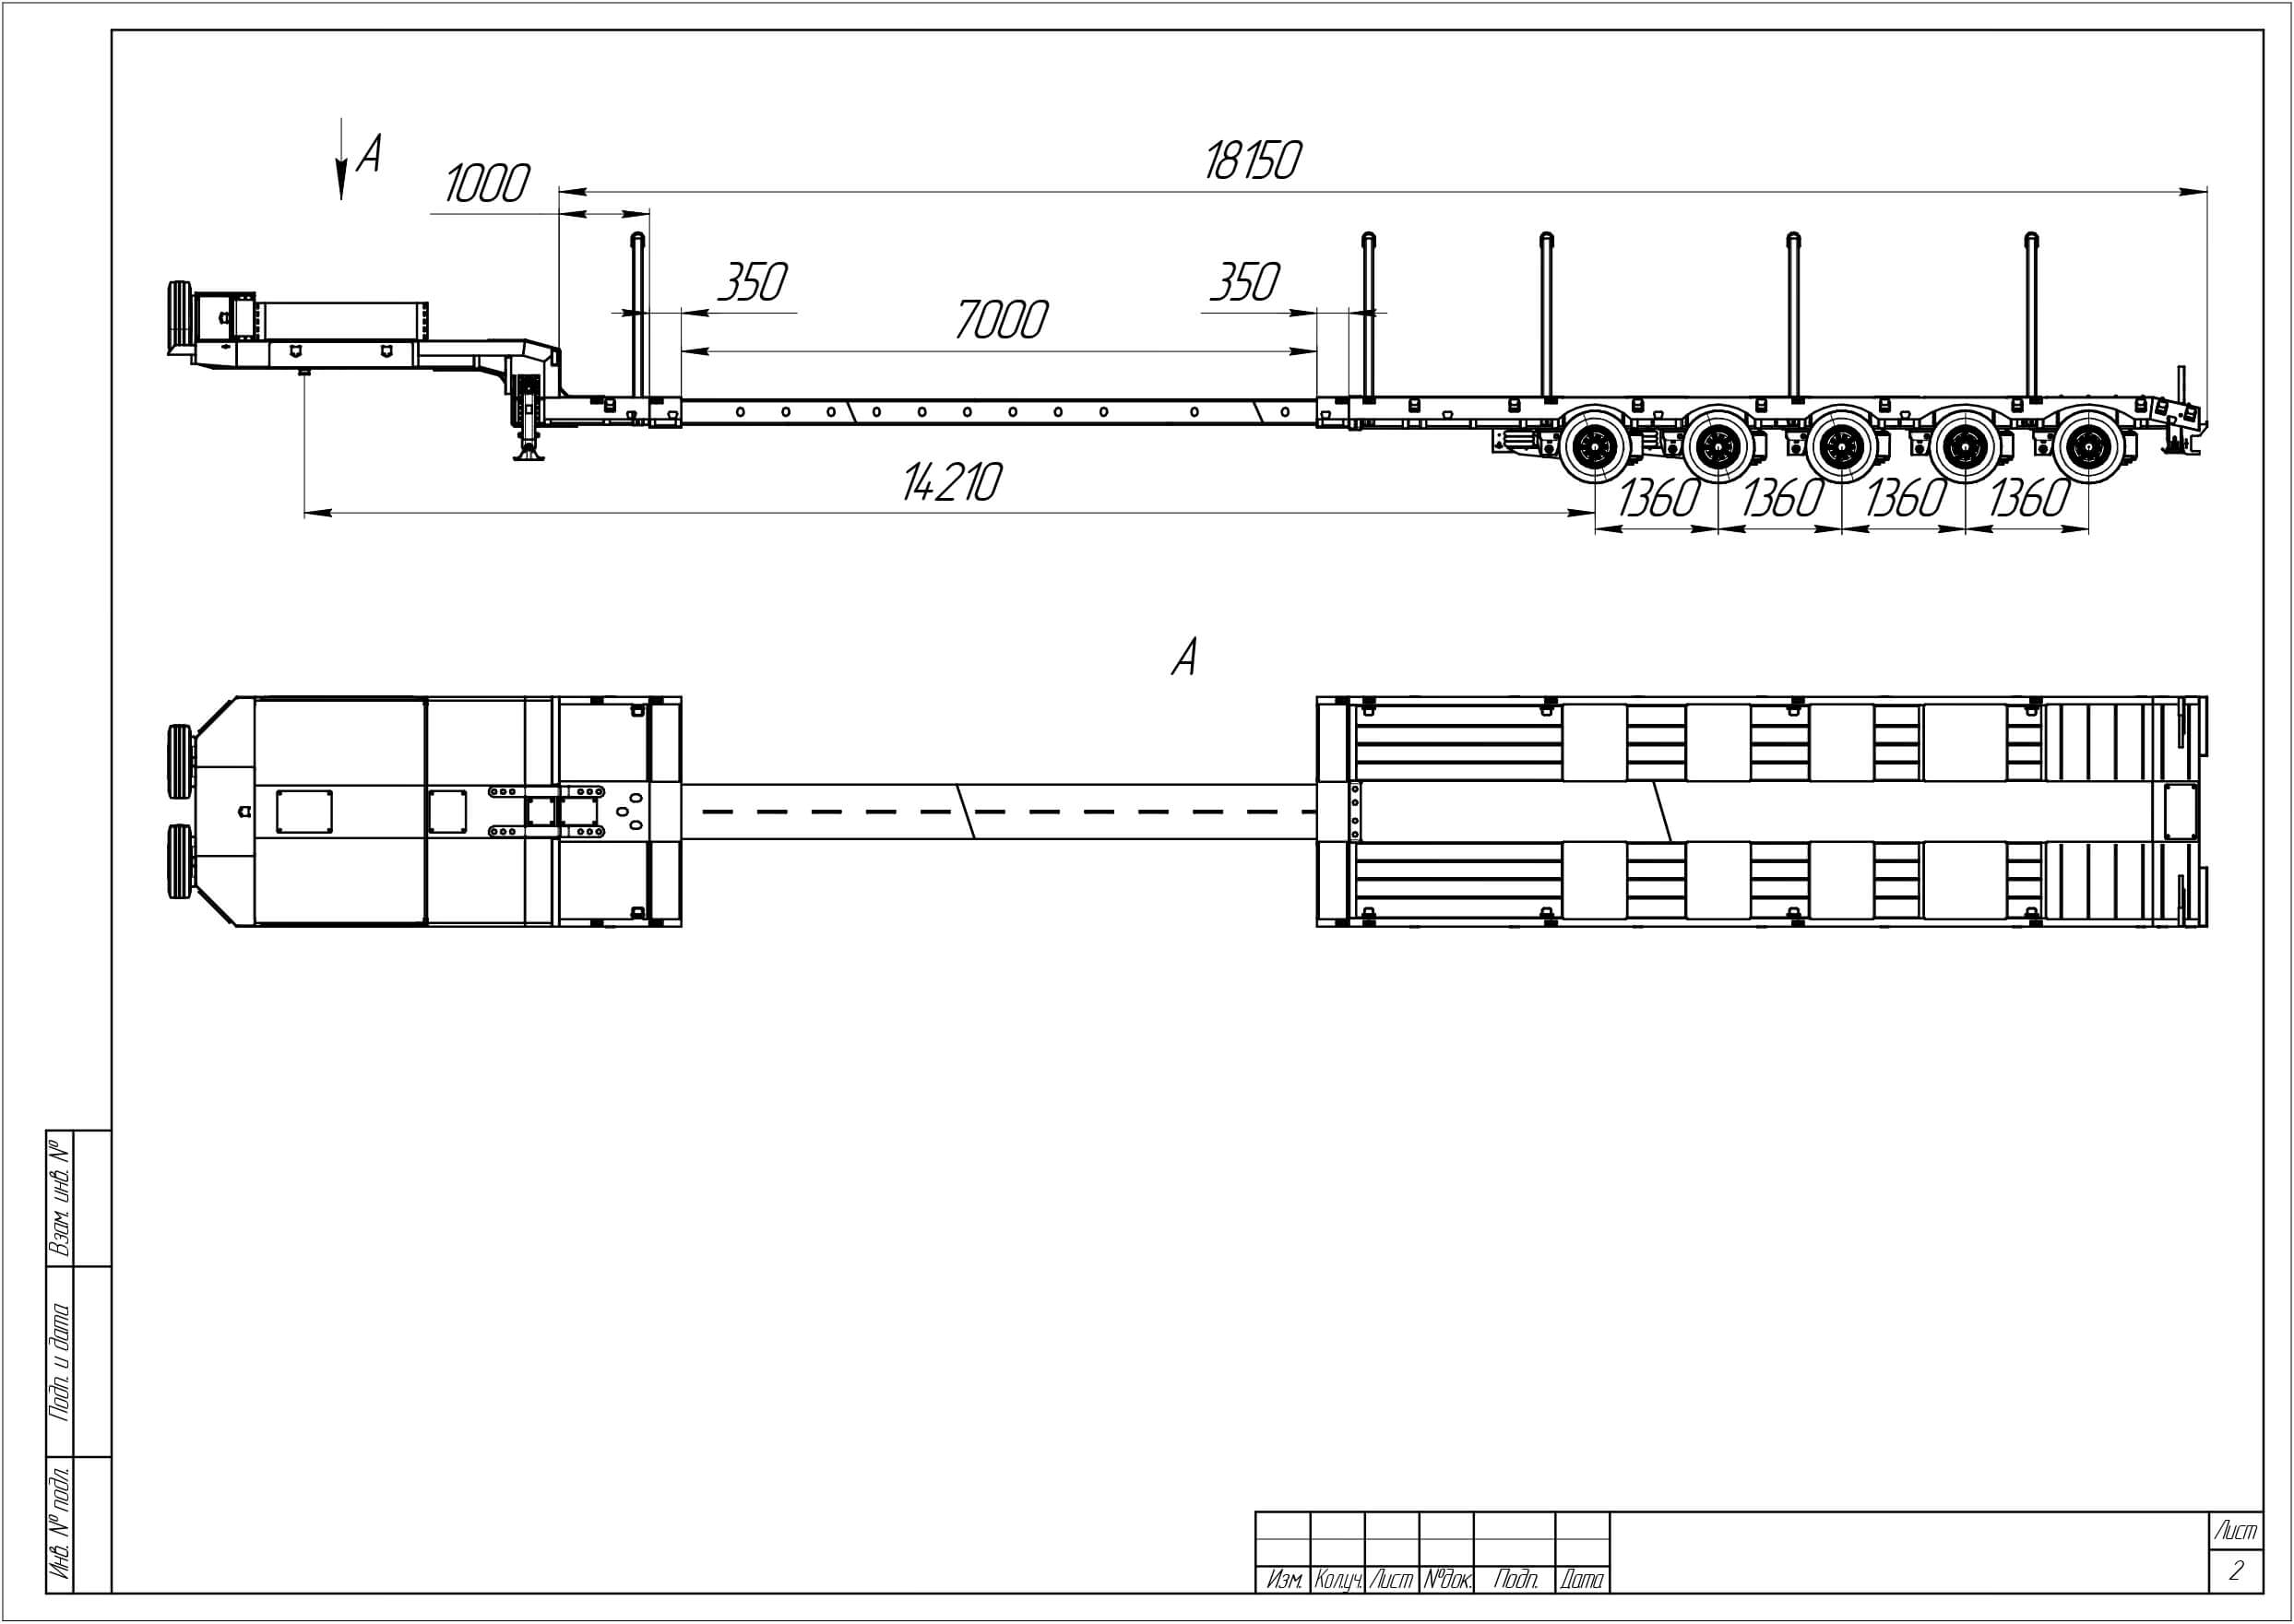 А
18150
1000
350
350
7000
14210
1360
1360
1360
1360
А
Взам. инв. №
Подп. и дата
Инв. № подл.
Изм.
Кол.уч.
Лист
№док.
Подп.
Дата
Лист
2